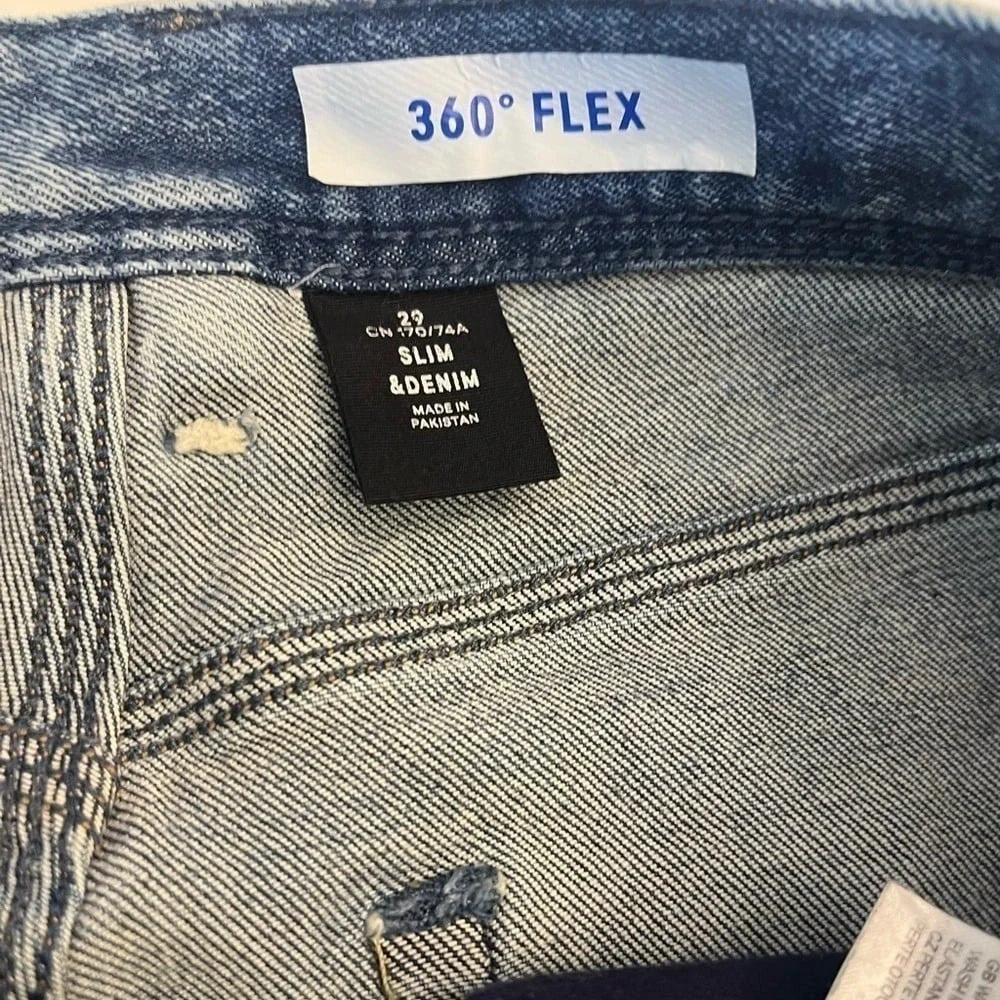 360° FLEX
29
CN 170/74A
SLIM
&DENIM
MADE IN
PAKISTAN